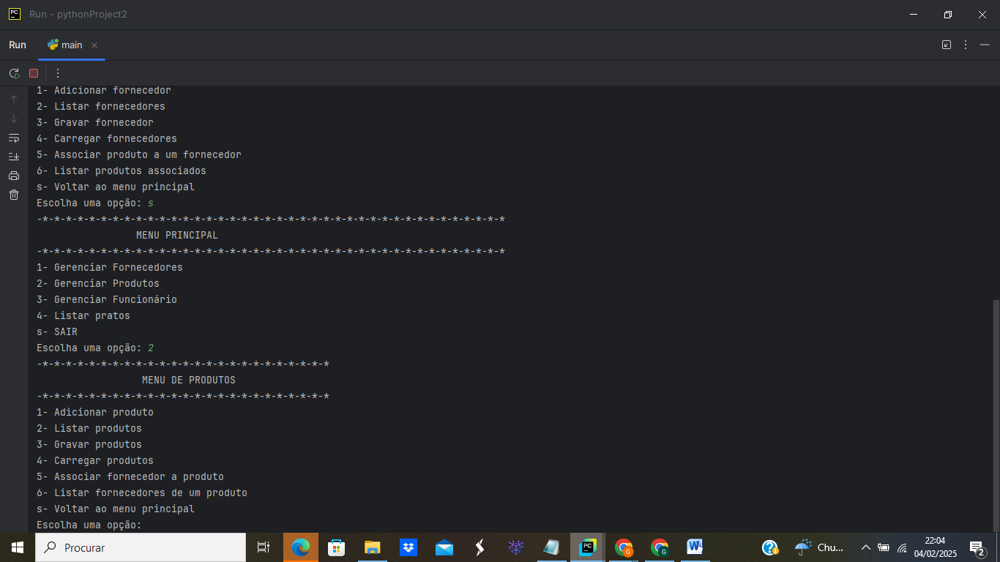 Run - pythonProject2
Run main
1- Adicionar fornecedor
2- Listar fornecedores
3- Gravar fornecedor
4- Carregar fornecedores
5- Associar produto a um fornecedor
6- Listar produtos associados
s- Voltar ao menu principal
Escolha uma opção: s
-*-*-*-*-*-*-*-*-*-*-*-*-*-*-*-*-*-*-*-*-*-*-*-*-*-*-*-*-*-*-*-*-*-*-*-*-*-*-*-*
MENU PRINCIPAL
-*-*-*-*-*-*-*-*-*-*-*-*-*-*-*-*-*-*-*-*-*-*-*-*-*-*-*-*-*-*-*-*-*-*-*-*-*-*-*-*
1- Gerenciar Fornecedores
2- Gerenciar Produtos
3- Gerenciar Funcionário
4- Listar pratos
s- SAIR
Escolha uma opção: 2
-*-*-*-*-*-*-*-*-*-*-*-*-*-*-*-*-*-*-*-*-*-*-*-*-*
MENU DE PRODUTOS
-*-*-*-*-*-*-*-*-*-*-*-*-*-*-*-*-*-*-*-*-*-*-*-*-*
1- Adicionar produto
2- Listar produtos
3- Gravar produtos
4- Carregar produtos
5- Associar fornecedor a produto
6- Listar fornecedores de um produto
s- Voltar ao menu principal
Escolha uma opção:
Procurar
Chu...
22:04
04/02/2025
2